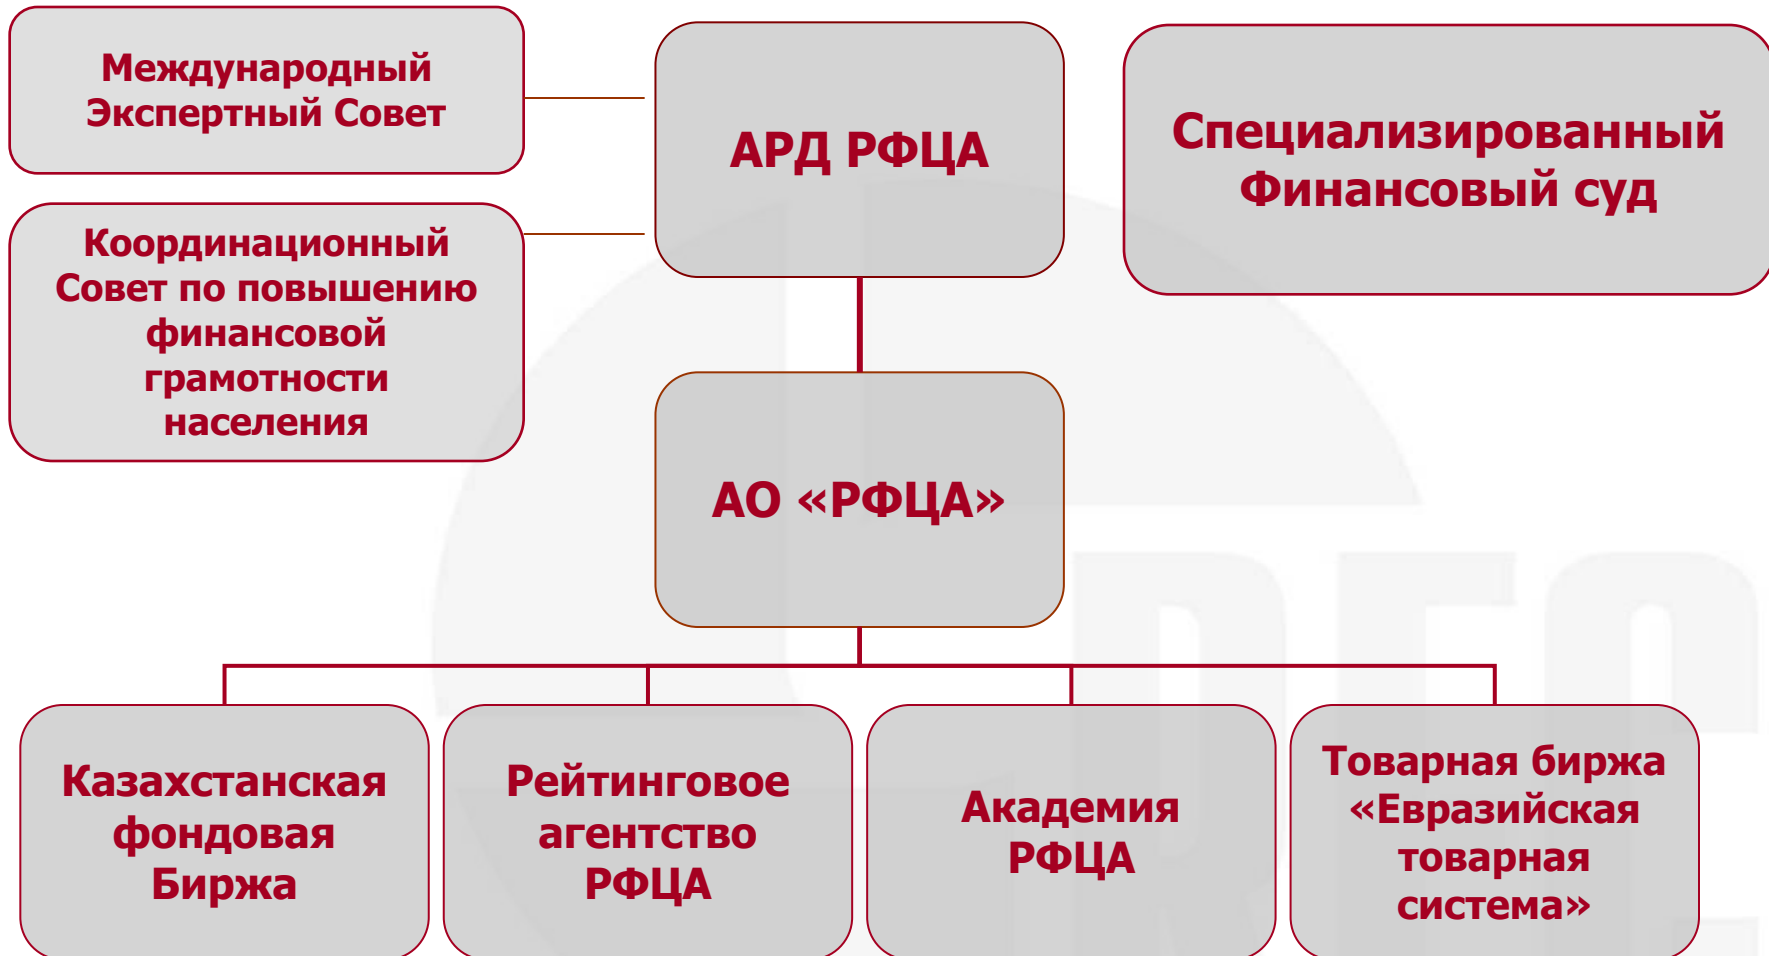 Международный
Экспертный Совет
АРД РФЦА
Специализированный
Финансовый суд
Координационный
Совет по повышению
финансовой
грамотности
населения
АО «РФЦА»
Казахстанская
фондовая
Биржа
Рейтинговое
агентство
РФЦА
Академия
РФЦА
Товарная биржа
«Евразийская
товарная
система»